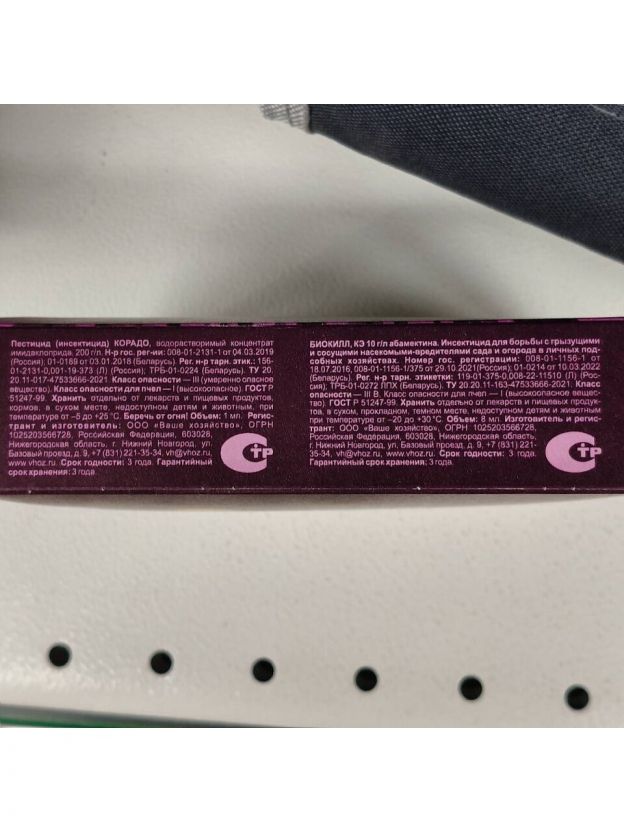 Пестицид (инсектицид) КОРАДО, водорастворимый концентрат
имидаклоприда, 200 г/л. Н-р гос. рег-ии: 008-01-2131-1 от 04.03.2019
(Россия); 01-0169 от 03.01.2018 (Беларусь). Рег. н-р тарн. этик.: 156-
01-2131-0,001-19-373 (Л) (Россия); ТРБ-01-0224 (Беларусь). ТУ 20.
20.11-017-47533666-2021. Класс опасности — III (умеренно опасное
вещество). Класс опасности для пчел — I (высокоопасное). ГОСТ Р
51247-99. Хранить отдельно от лекарств и пищевых продуктов,
кормов, в сухом месте, недоступном детям и животным, при
температуре от –5 до +25 °С. Беречь от огня! Объем: 1 мл. Регис-
трант и изготовитель: ООО «Ваше хозяйство», ОГРН
1025203566728, Российская Федерация, 603028,
Нижегородская область, г. Нижний Новгород, ул.
Базовый проезд, д. 9, +7 (831) 221-35-34, vh@vhoz.ru,
www.vhoz.ru. Срок годности: 3 года. Гарантийный
срок хранения: 3 года.
СТР
БИОКИЛЛ, КЭ 10 г/л абамектина. Инсектицид для борьбы с грызущими
и сосущими насекомыми-вредителями сада и огорода в личных под-
собных хозяйствах. Номер гос. регистрации: 008-01-1156-1 от
18.07.2016, 008-01-1156-1/375 от 29.10.2021(Россия); 01-0214 от 10.03.2022
(Беларусь). Рег. н-р тарн. этикетки: 119-01-375-0,008-22-11510 (Л) (Рос-
сия); ТРБ-01-0272 ЛПХ (Беларусь). ТУ 20.20.11-163-47533666-2021. Класс
опасности — III В. Класс опасности для пчел — I (высокоопасное вещес-
тво). ГОСТ Р 51247-99. Хранить отдельно от лекарств и пищевых продук-
тов, в сухом, прохладном, темном месте, недоступном детям и животным
при температуре от –20 до +30 °С. Объем: 8 мл. Изготовитель и регис-
трант: ООО «Ваше хозяйство», ОГРН 1025203566728,
Российская Федерация, 603028, Нижегородская область,
г. Нижний Новгород, ул. Базовый проезд, д. 9, +7 (831) 221-
35-34, vh@vhoz.ru, www.vhoz.ru. Срок годности: 3 года.
Гарантийный срок хранения: 3 года.
СТР